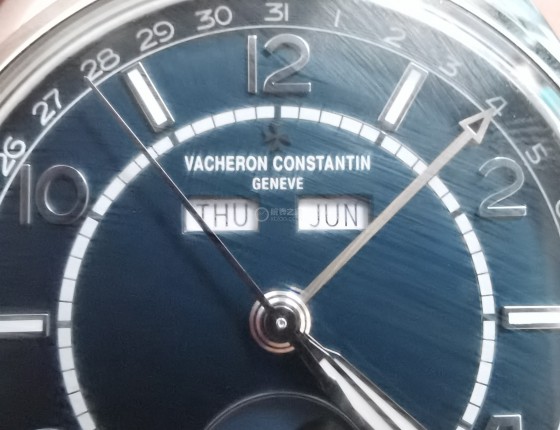 26 27 28 29 30 31 1 2 3 4 5
12
10 2
VACHERON CONSTANTIN
GENEVE
THU JUN